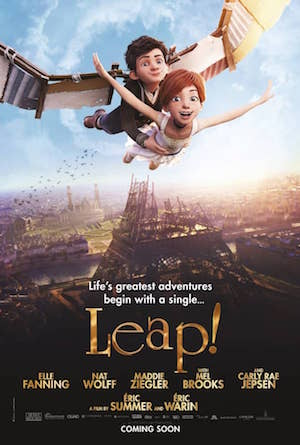 Life's greatest adventures
begin with a single...
Leap!
ELLE FANNING
NAT WOLFF
MADDIE ZIEGLER
WITH MEL BROOKS
AND CARLY RAE JEPSEN
A FILM BY ÉRIC SUMMER AND ÉRIC WARIN
COMING SOON